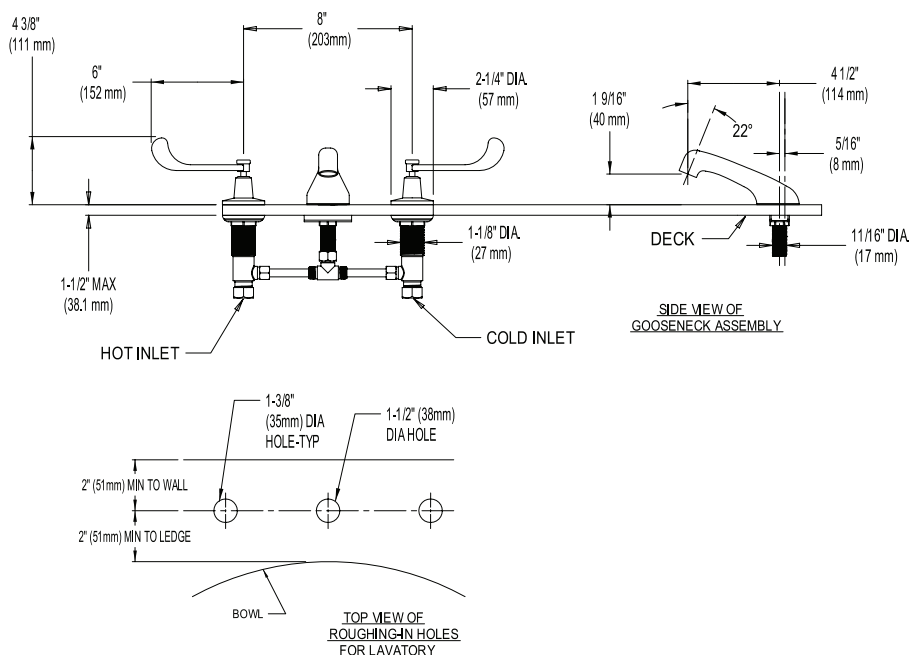 4 3/8"
(111 mm)
8"
(203mm)
6"
(152 mm)
2-1/4" DIA.
(57 mm)
4 1/2"
(114 mm)
1 9/16"
(40 mm)
22°
5/16"
(8 mm)
1-1/2" MAX
(38.1 mm)
1-1/8" DIA.
(27 mm)
DECK
11/16" DIA.
(17 mm)
HOT INLET
COLD INLET
SIDE VIEW OF
GOOSENECK ASSEMBLY
1-3/8"
(35mm) DIA
HOLE-TYP
1-1/2" (38mm)
DIA HOLE
2" (51mm) MIN TO WALL
2" (51mm) MIN TO LEDGE
BOWL
TOP VIEW OF
ROUGHING-IN HOLES
FOR LAVATORY